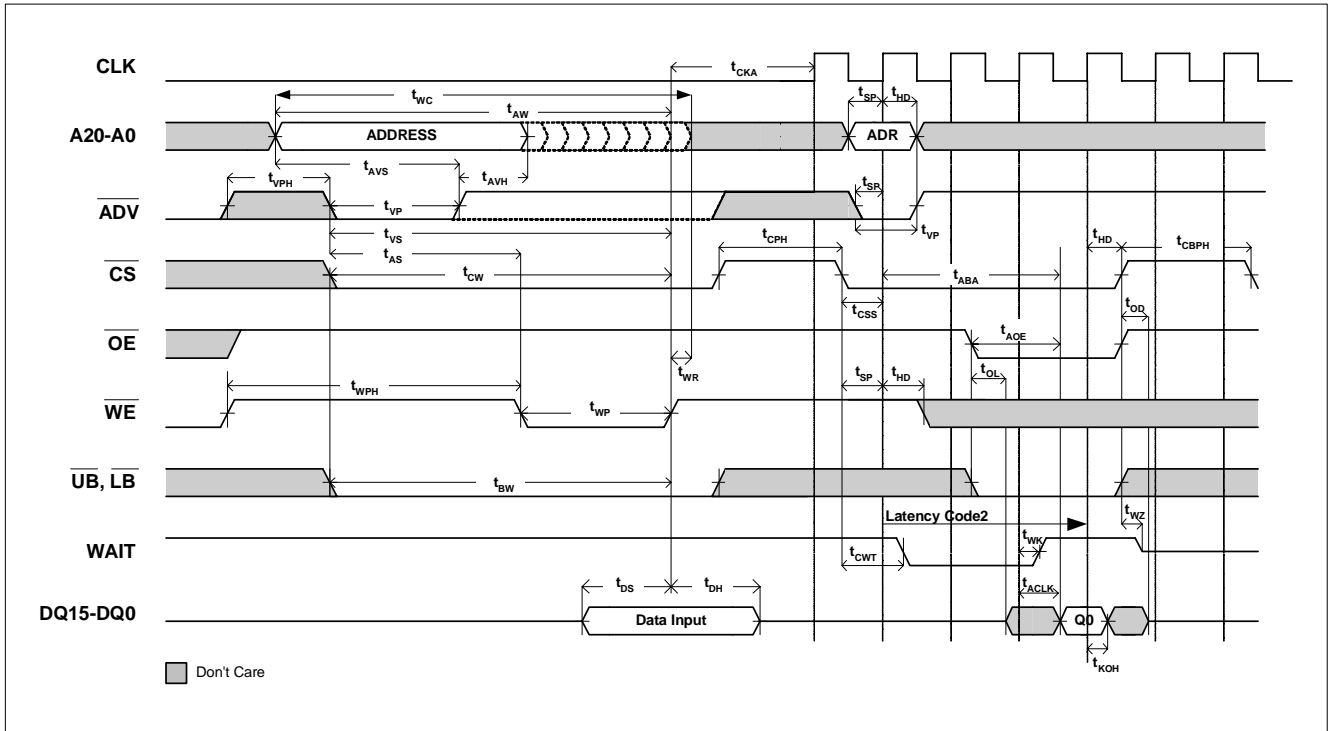 CLK
tCKA
tWC
tSP
tHD
tAW
A20-A0
ADDRESS
ADR
tAVS
tVPH
tAVH
tSP
ADV
tVP
tVP
tVS
tCPH
tHD
tCBPH
tAS
CS
tCW
tABA
tCSS
tOD
OE
tAOE
tWR
tWPH
tSP
tHD
tOL
WE
tWP
UB, LB
tBW
Latency Code2
tWZ
WAIT
tWK
tCWT
tDS
tDH
tACLK
DQ15-DQ0
Data Input
Q0
tKOH
Don't Care